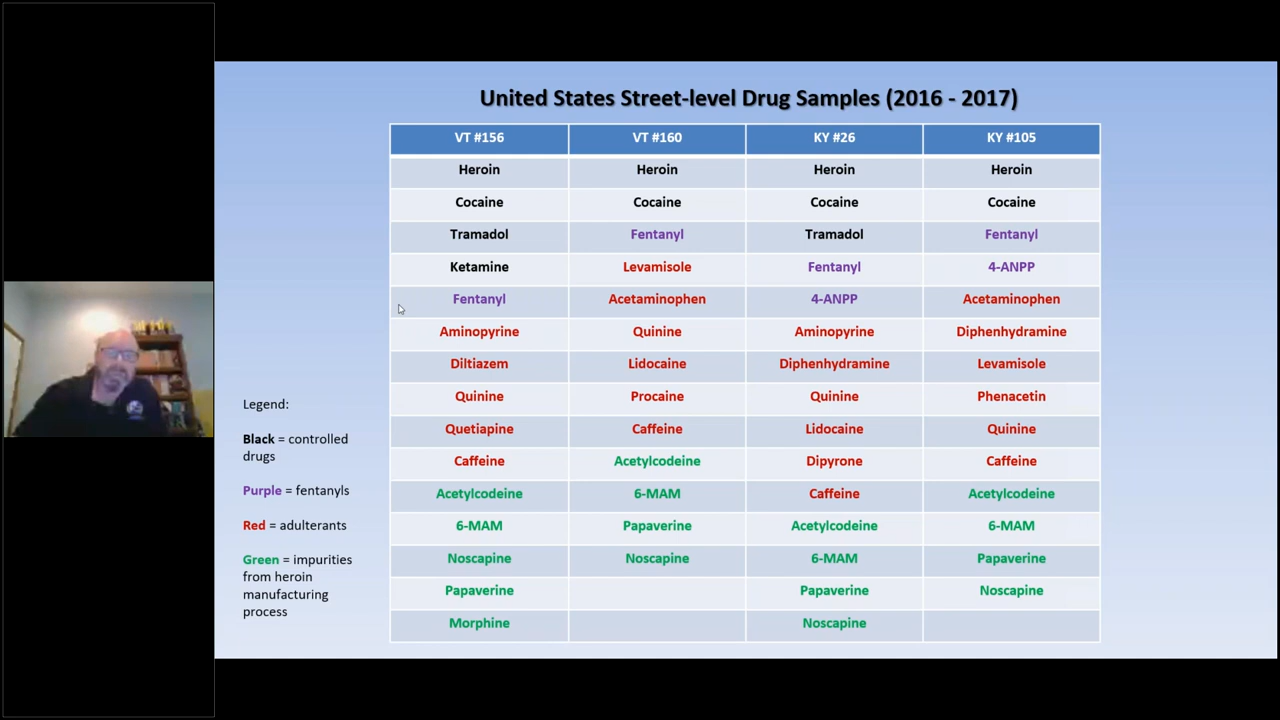 United States Street-level Drug Samples (2016 - 2017)
VT #156 VT #160 KY #26 KY #105
Heroin Heroin Heroin Heroin
Cocaine Cocaine Cocaine Cocaine
Tramadol Fentanyl Tramadol Fentanyl
Ketamine Levamisole Fentanyl 4-ANPP
Fentanyl Acetaminophen 4-ANPP Acetaminophen
Aminopyrine Quinine Aminopyrine Diphenhydramine
Diltiazem Lidocaine Diphenhydramine Levamisole
Quinine Procaine Quinine Phenacetin
Quetiapine Caffeine Lidocaine Quinine
Caffeine Acetylcodeine Dipyrone Caffeine
Acetylcodeine 6-MAM Caffeine Acetylcodeine
6-MAM Papaverine Acetylcodeine 6-MAM
Noscapine Noscapine 6-MAM Papaverine
Papaverine Papaverine Noscapine
Morphine Noscapine
Legend:
Black = controlled
drugs
Purple = fentanyls
Red = adulterants
Green = impurities
from heroin
manufacturing
process